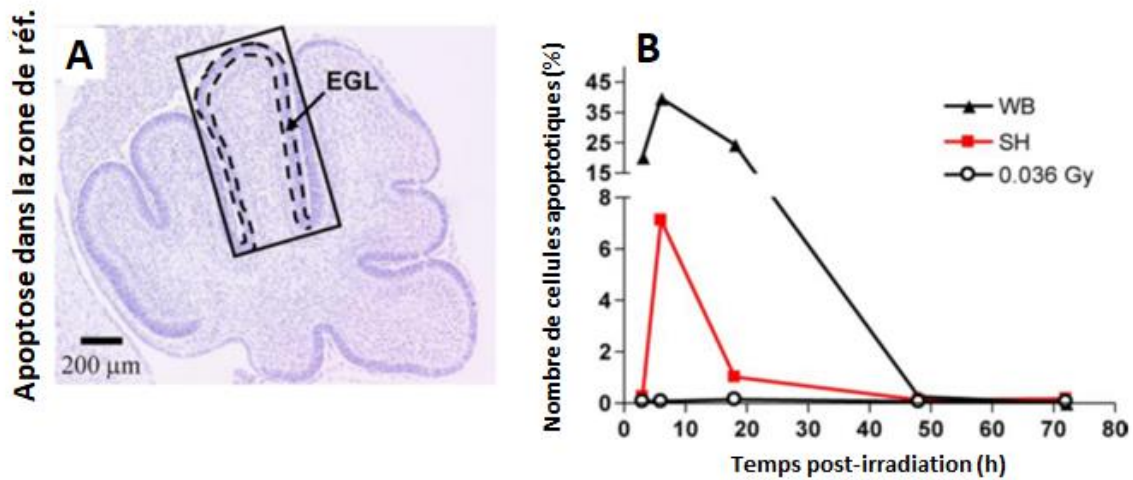 Apoptose dans la zone de réf.
A
EGL
200 μm
B
Nombre de cellules apoptotiques (%)
45
35
25
15
8
6
4
2
0
WB
SH
0.036 Gy
0 10 20 30 40 50 60 70 80
Temps post-irradiation (h)